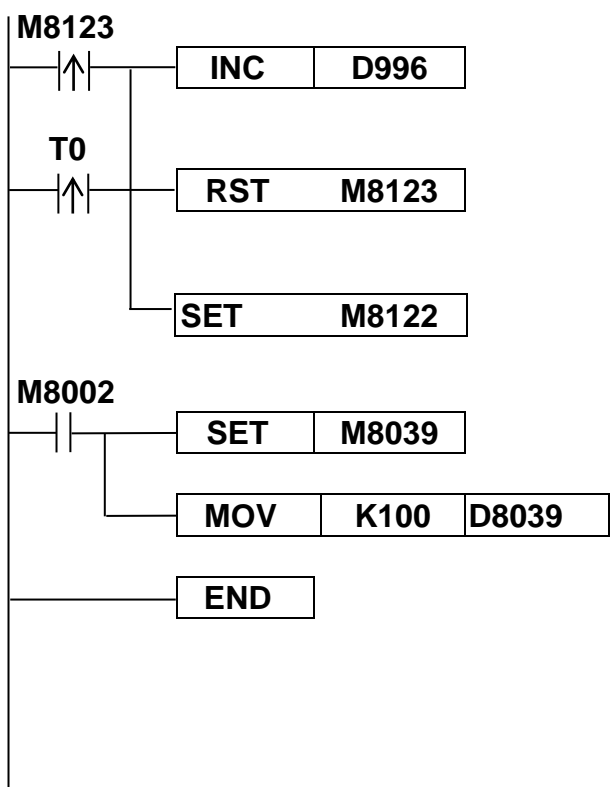 M8123
INC D996
T0
RST M8123
SET M8122
M8002
SET M8039
MOV K100 D8039
END